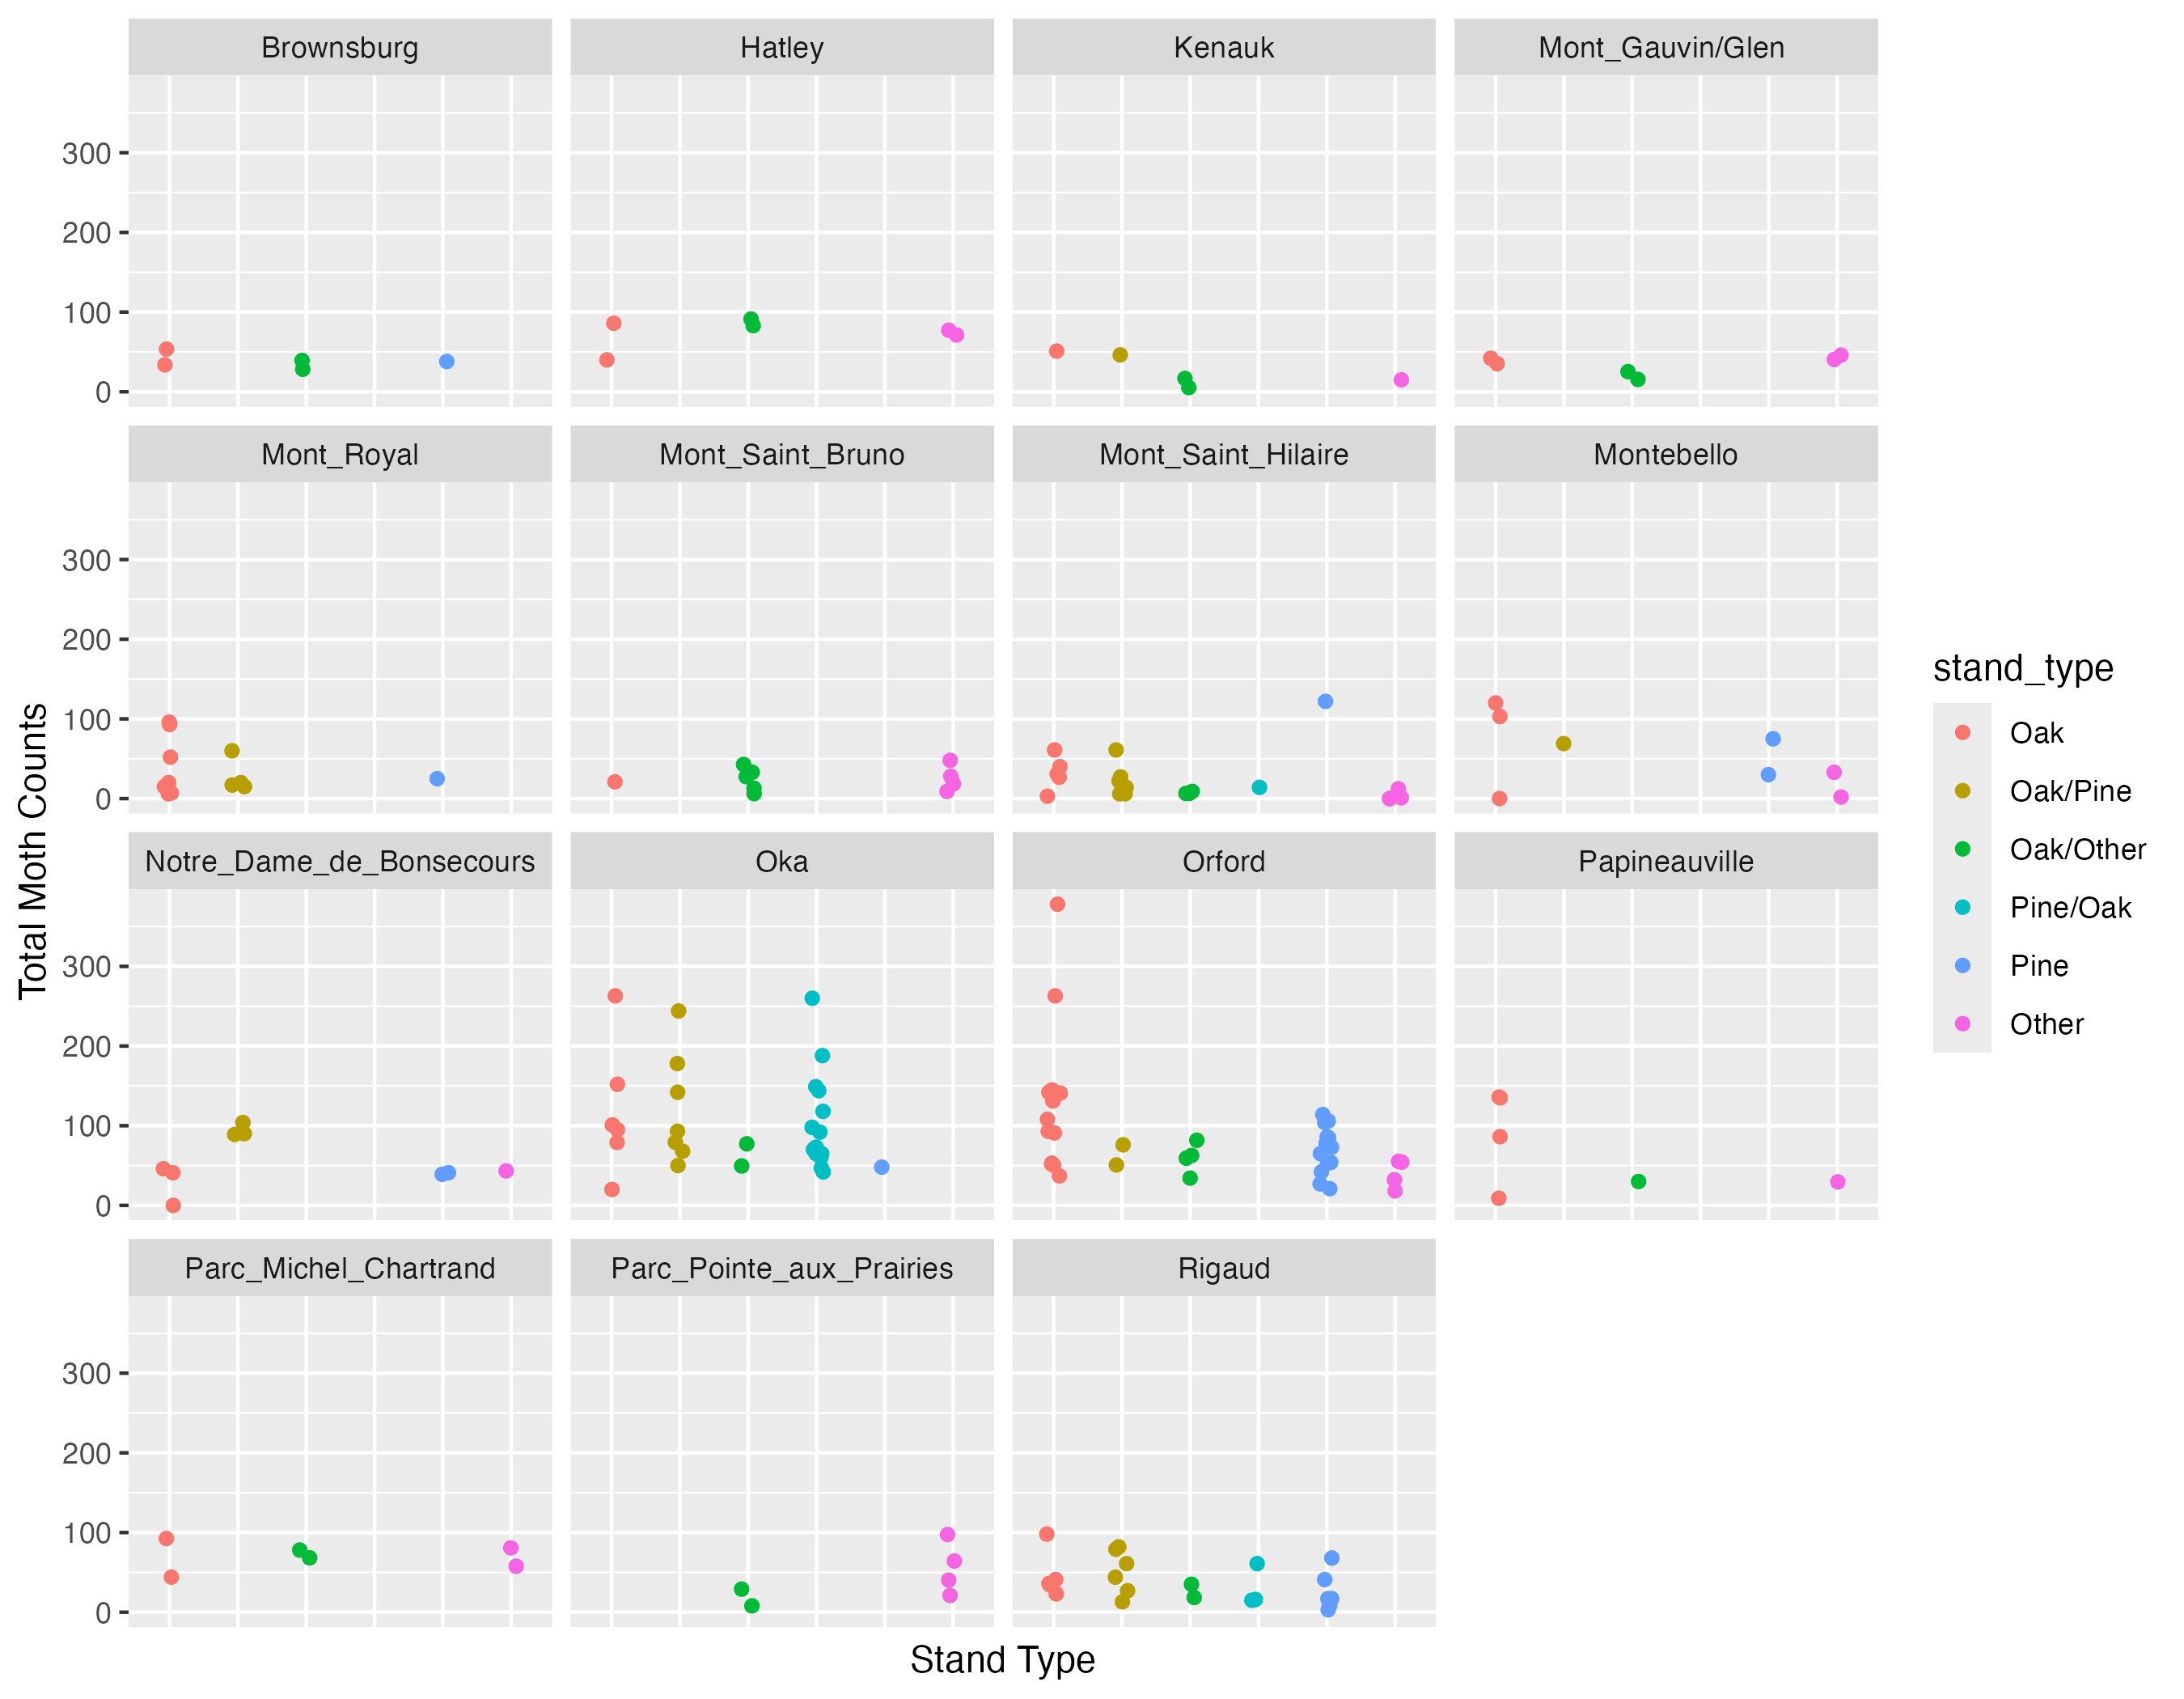 Brownsburg
Hatley
Kenauk
Mont_Gauvin/Glen
300
200
100
0
Mont_Royal
Mont_Saint_Bruno
Mont_Saint_Hilaire
Montebello
300
200
100
0
Notre_Dame_de_Bonsecours
Oka
Orford
Papineauville
300
200
100
0
Parc_Michel_Chartrand
Parc_Pointe_aux_Prairies
Rigaud
300
200
100
0
Total Moth Counts
Stand Type
stand_type
Oak
Oak/Pine
Oak/Other
Pine/Oak
Pine
Other